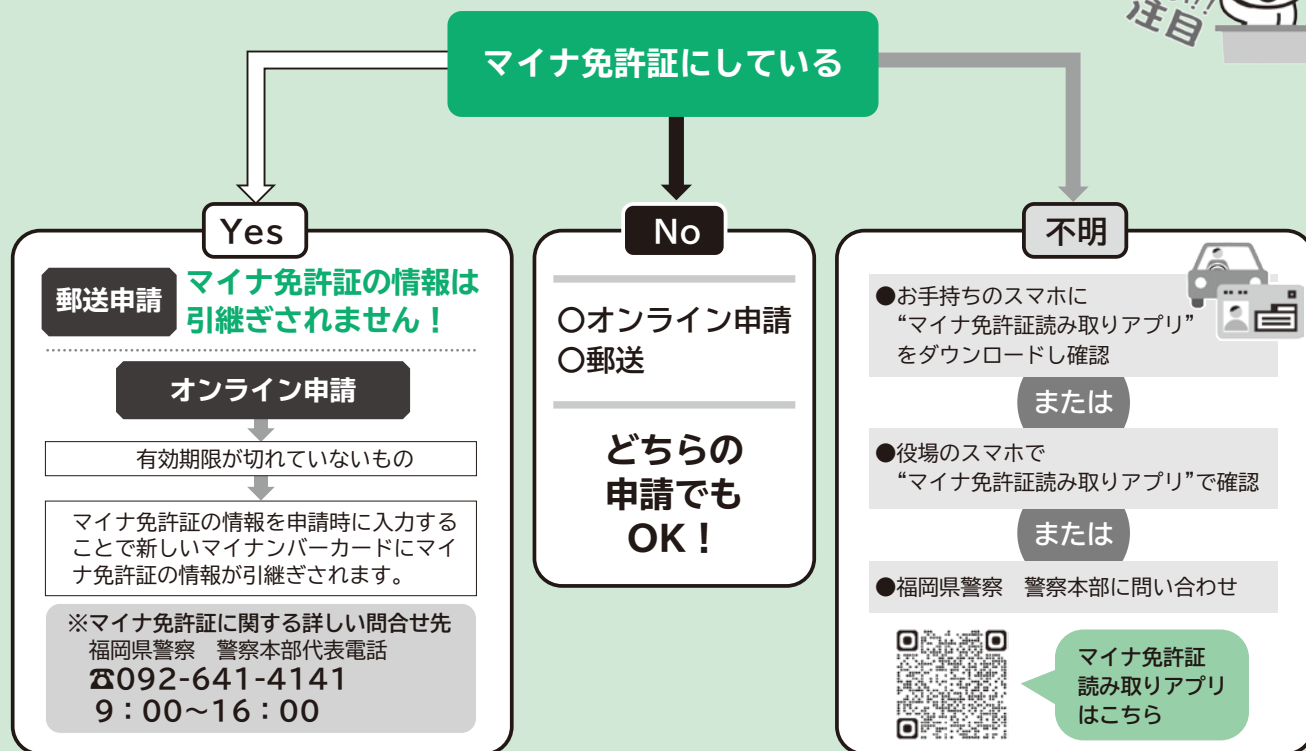 注目
マイナ免許証にしている
Yes
郵送申請
マイナ免許証の情報は
引継ぎされません！
オンライン申請
有効期限が切れていないもの
マイナ免許証の情報を申請時に入力する
ことで新しいマイナンバーカードにマイ
ナ免許証の情報が引継ぎされます。
※マイナ免許証に関する詳しい問合せ先
福岡県警察　警察本部代表電話
☎092-641-4141
9：00～16：00
No
○オンライン申請
○郵送
どちらの
申請でも
OK！
不明
●お手持ちのスマホに
“マイナ免許証読み取りアプリ”
をダウンロードし確認
または
●役場のスマホで
“マイナ免許証読み取りアプリ”で確認
または
●福岡県警察　警察本部に問い合わせ
マイナ免許証
読み取りアプリ
はこちら